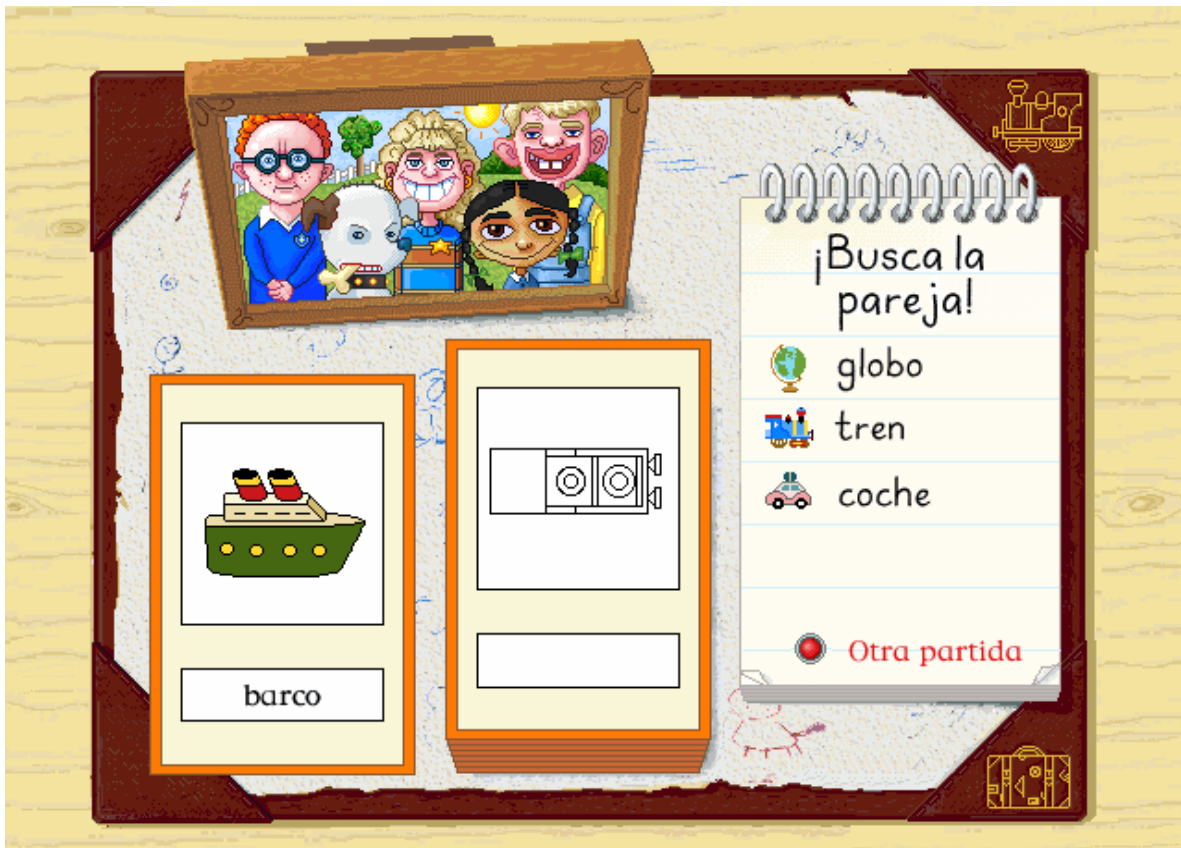 ¡Busca la
pareja!
globo
tren
coche
Otra partida
barco